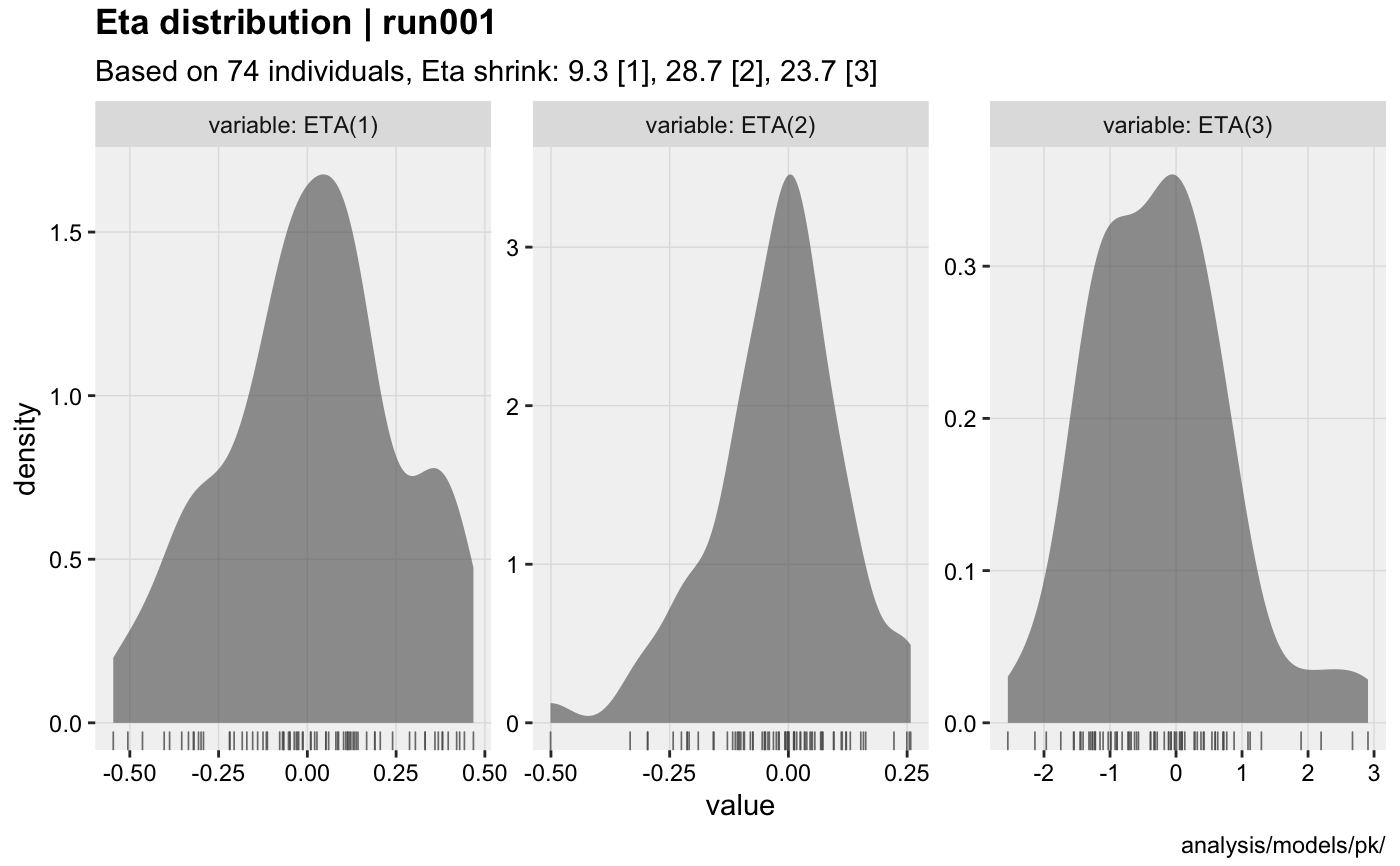 Eta distribution | run001
Based on 74 individuals, Eta shrink: 9.3 [1], 28.7 [2], 23.7 [3]
variable: ETA(1)
variable: ETA(2)
variable: ETA(3)
density
1.5
1.0
0.5
0.0
-0.50 -0.25 0.00 0.25 0.50
3
2
1
0
-0.50 -0.25 0.00 0.25
0.3
0.2
0.1
0.0
-2 -1 0 1 2 3
value
analysis/models/pk/